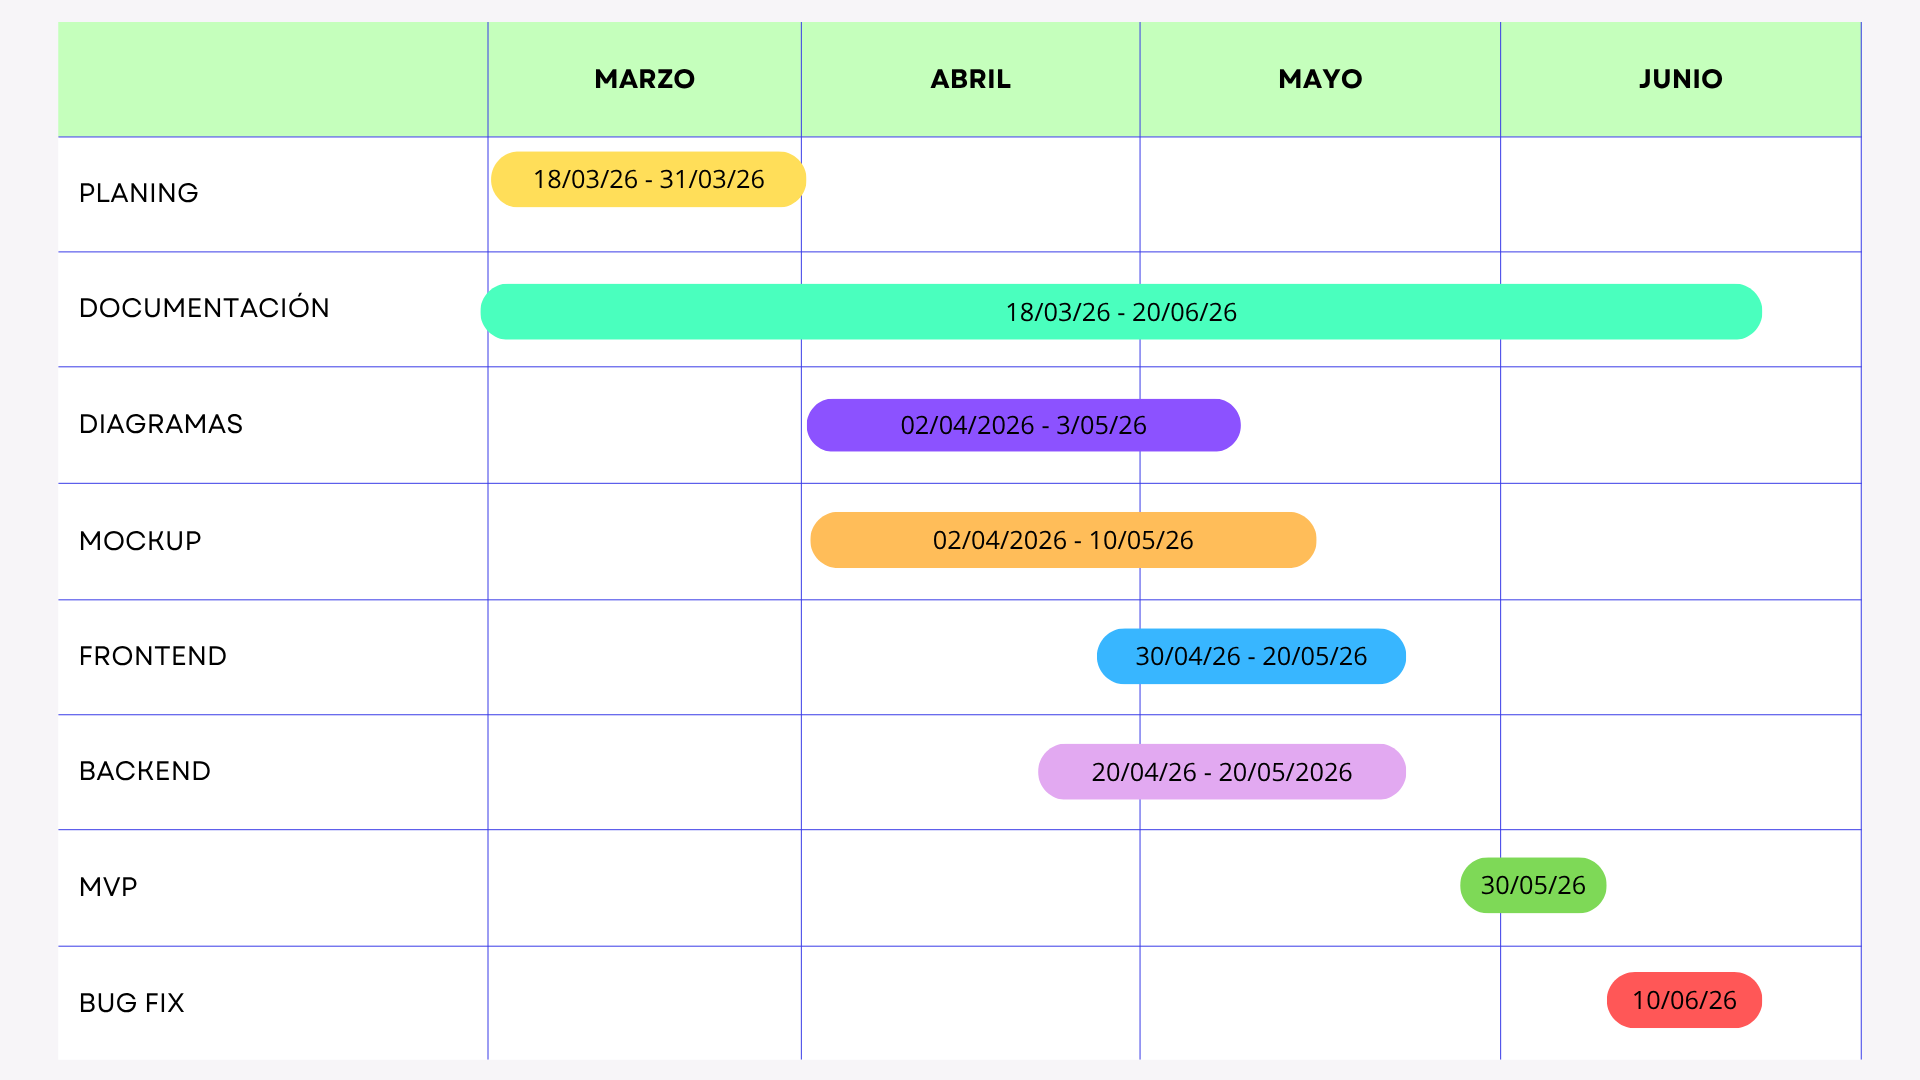 MARZO ABRIL MAYO JUNIO
PLANING 18/03/26 - 31/03/26
DOCUMENTACIÓN 18/03/26 - 20/06/26
DIAGRAMAS 02/04/2026 - 3/05/26
MOCKUP 02/04/2026 - 10/05/26
FRONTEND 30/04/26 - 20/05/26
BACKEND 20/04/26 - 20/05/2026
MVP 30/05/26
BUG FIX 10/06/26